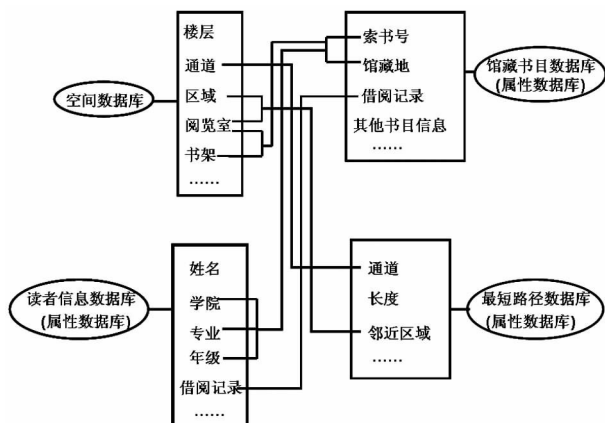 空间数据库
楼层
通道
区域
阅览室
书架
......
索书号
馆藏地
借阅记录
其他书目信息
......
馆藏书目数据库
(属性数据库)
读者信息数据库
(属性数据库)
姓名
学院
专业
年级
借阅记录
......
通道
长度
邻近区域
......
最短路径数据库
(属性数据库)